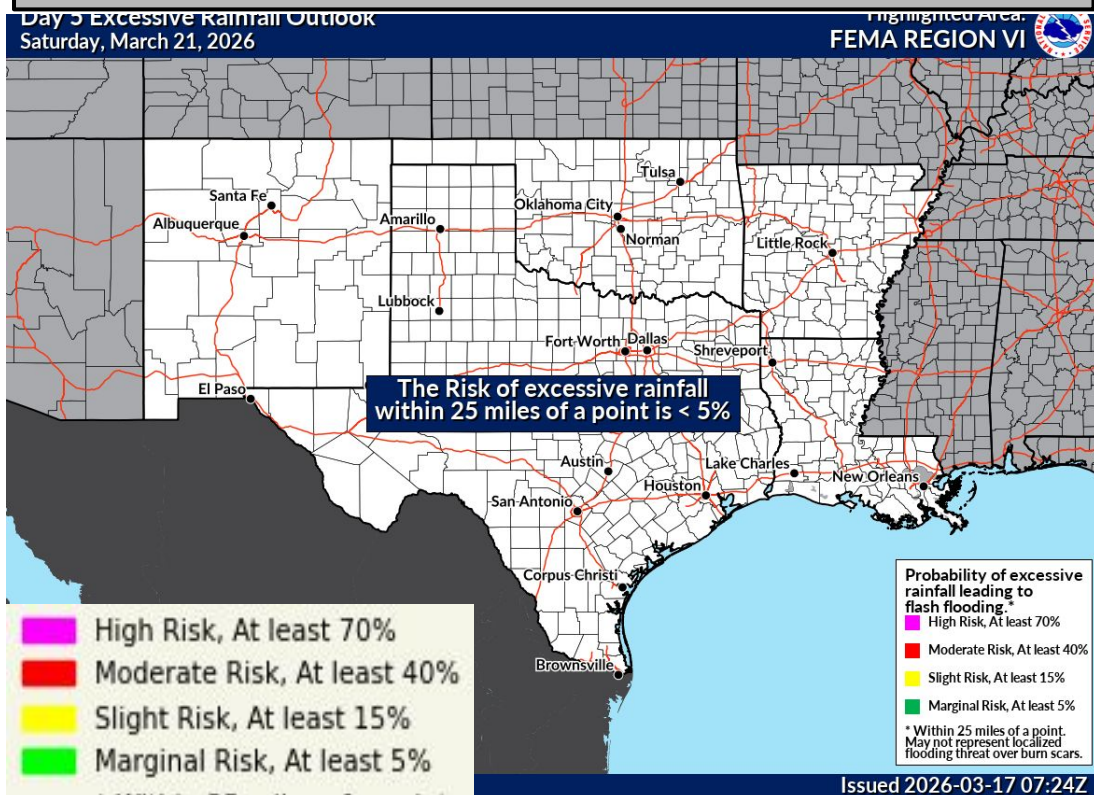 Day 5 Excessive Rainfall Outlook
Saturday, March 21, 2026
Highlighted Area:
FEMA REGION VI
NATIONAL
SERVICE
Santa Fe
Albuquerque
Amarillo
Lubbock
Tulsa
Oklahoma City
Norman
Little Rock
Fort Worth
Dallas
Shreveport
El Paso
The Risk of excessive rainfall
within 25 miles of a point is < 5%
Austin
San Antonio
Houston
Lake Charles
New Orleans
Corpus Christi
Brownsville
High Risk, At least 70%
Moderate Risk, At least 40%
Slight Risk, At least 15%
Marginal Risk, At least 5%
Probability of excessive
rainfall leading to
flash flooding.*
High Risk, At least 70%
Moderate Risk, At least 40%
Slight Risk, At least 15%
Marginal Risk, At least 5%
* Within 25 miles of a point.
May not represent localized
flooding threat over burn scars.
Issued 2026-03-17 07:24Z